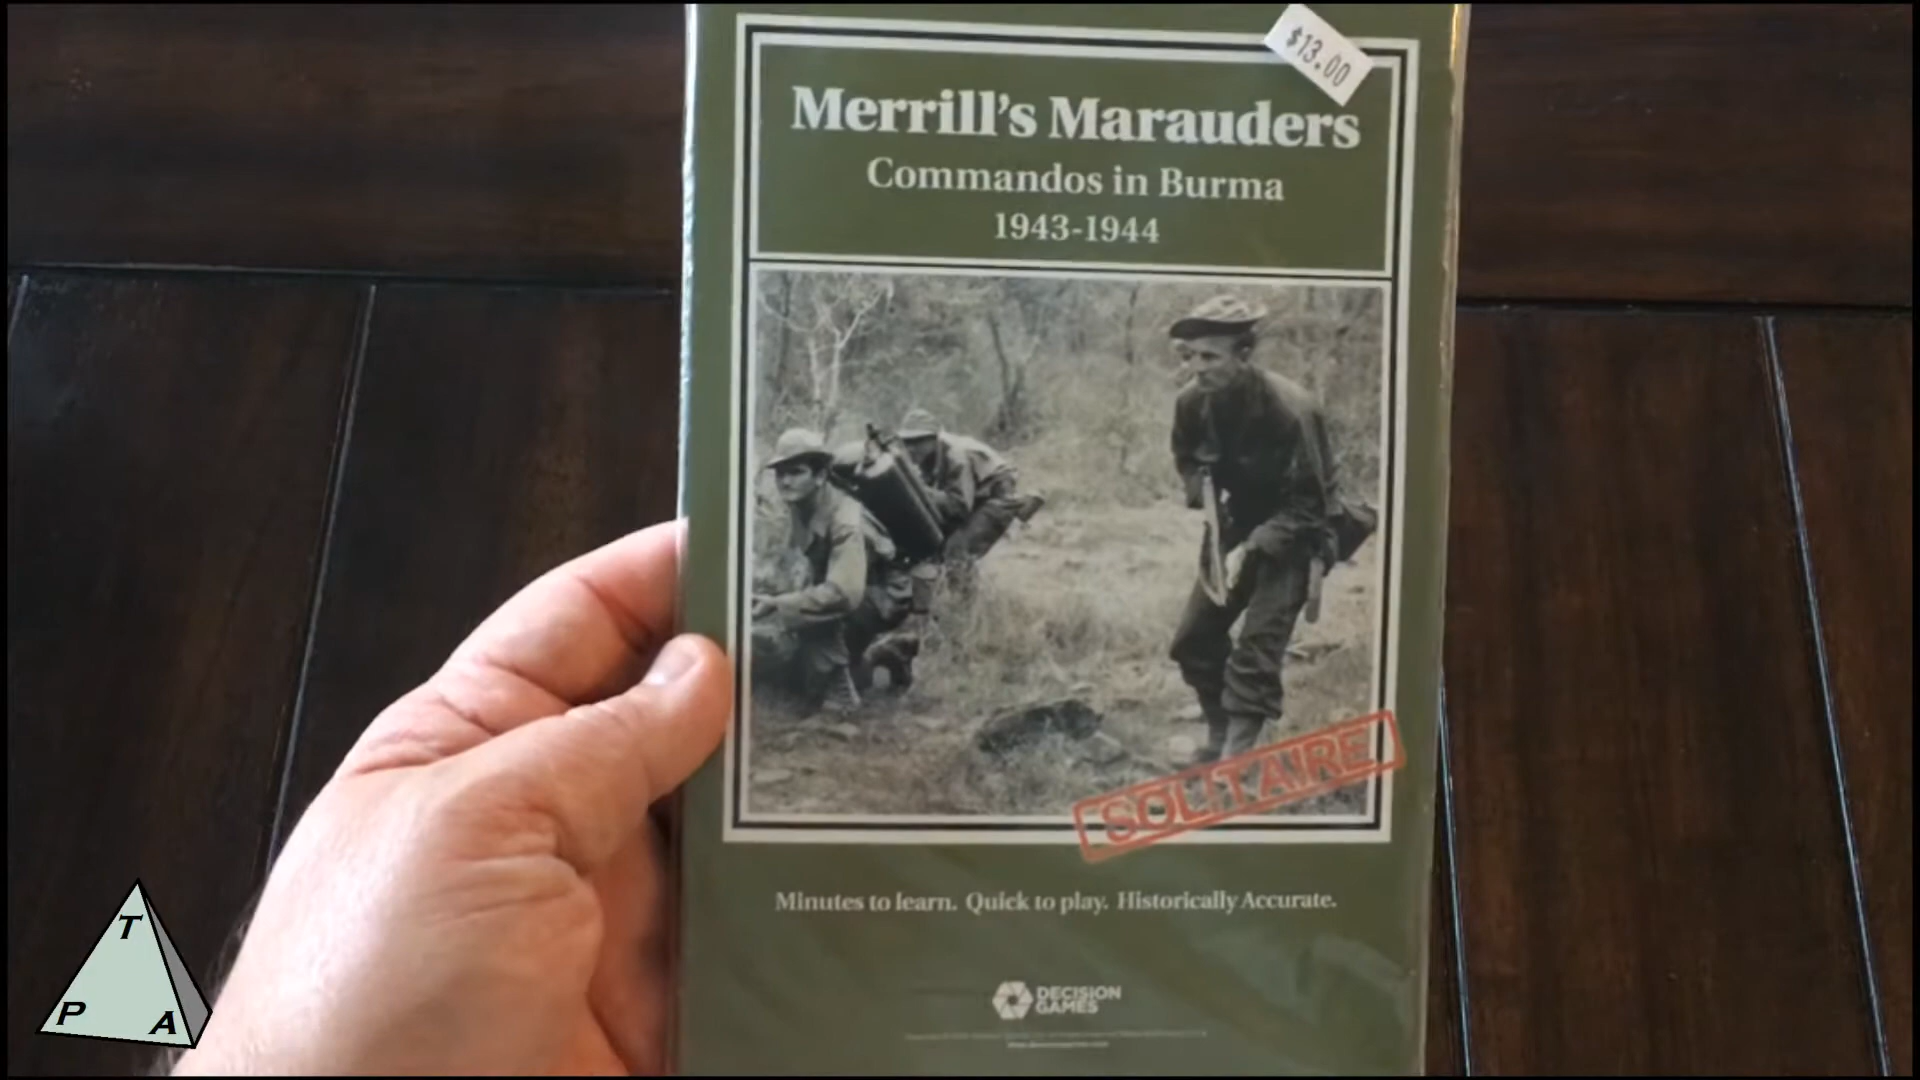 $13.00
Merrill's Marauders
Commandos in Burma
1943-1944
SOLITAIRE
Minutes to learn. Quick to play. Historically Accurate.
DECISION
GAMES
T
P A